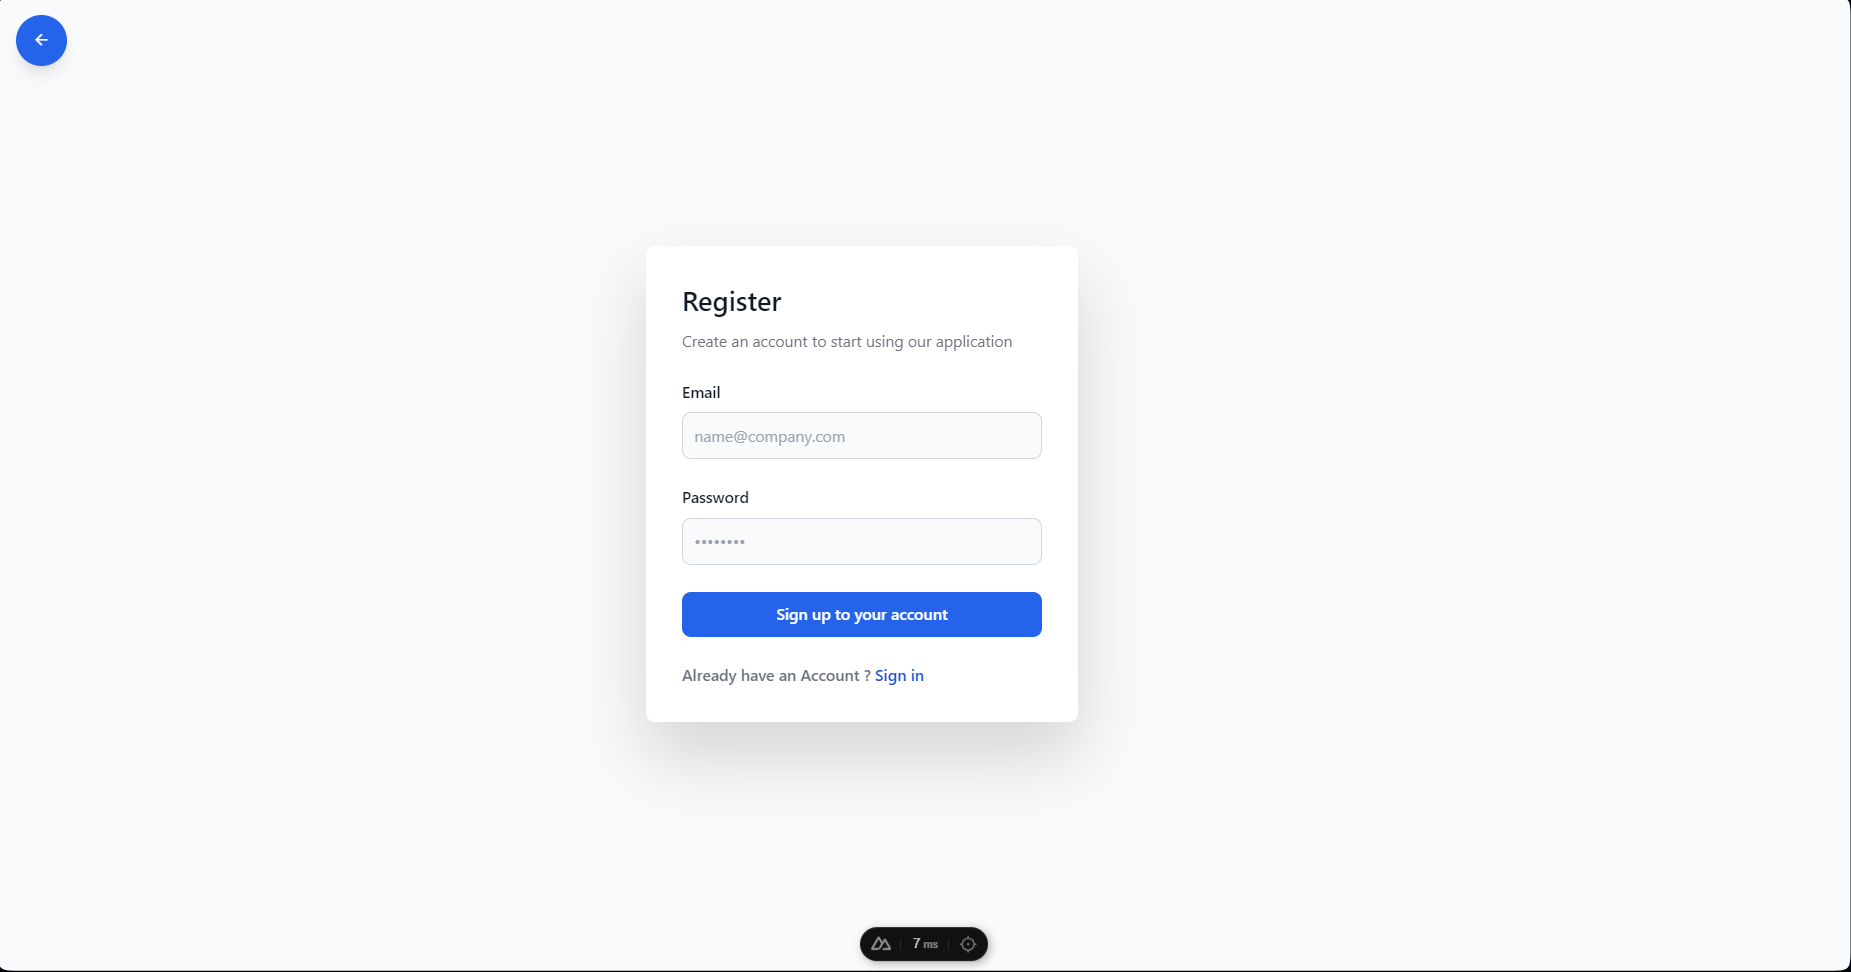 Register
Create an account to start using our application
Email
name@company.com
Password
••••••••
Sign up to your account
Already have an Account ? Sign in
7 ms